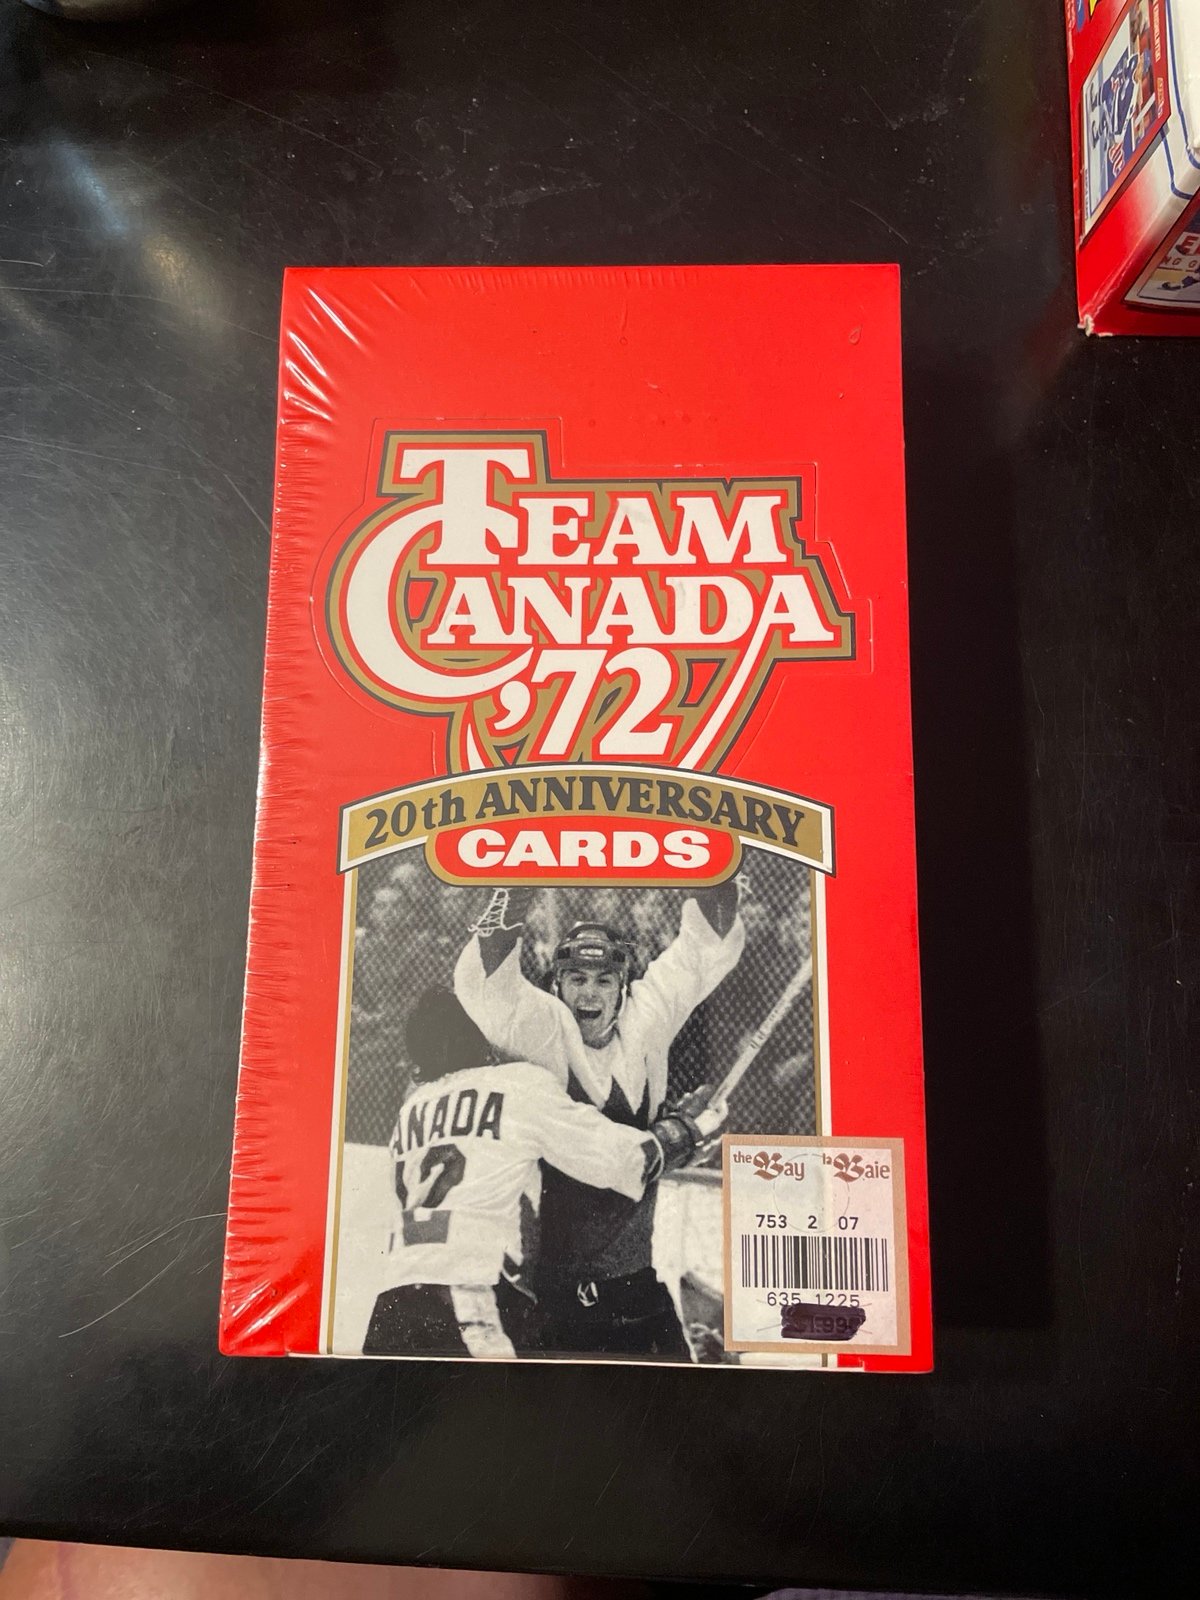 TEAM
CANADA
'72
20th ANNIVERSARY
CARDS
ANADA
12
the Bay la Baie
753 2 07
635 1225